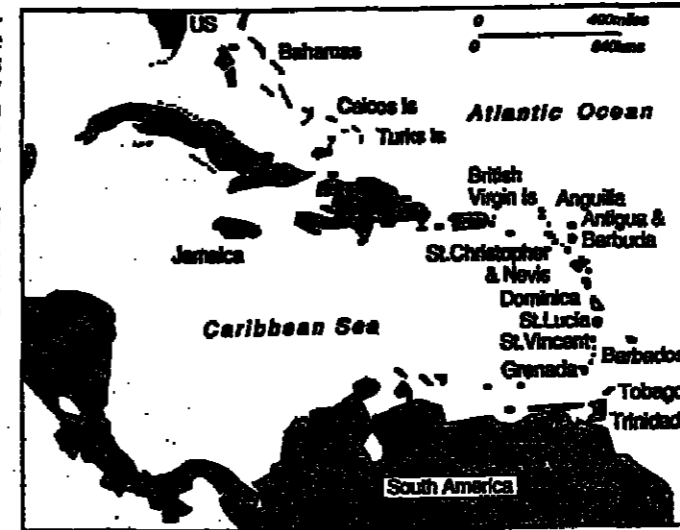 US
0 400miles
0 640kms
Bahamas
Caicos Is
Turks Is
Atlantic Ocean
British
Virgin Is
Anguilla
Antigua &
Barbuda
Jamaica
St.Christopher
& Nevis
Dominica
St.Lucia
Caribbean Sea
St.Vincent
Barbados
Grenada
Tobago
Trinidad
South America